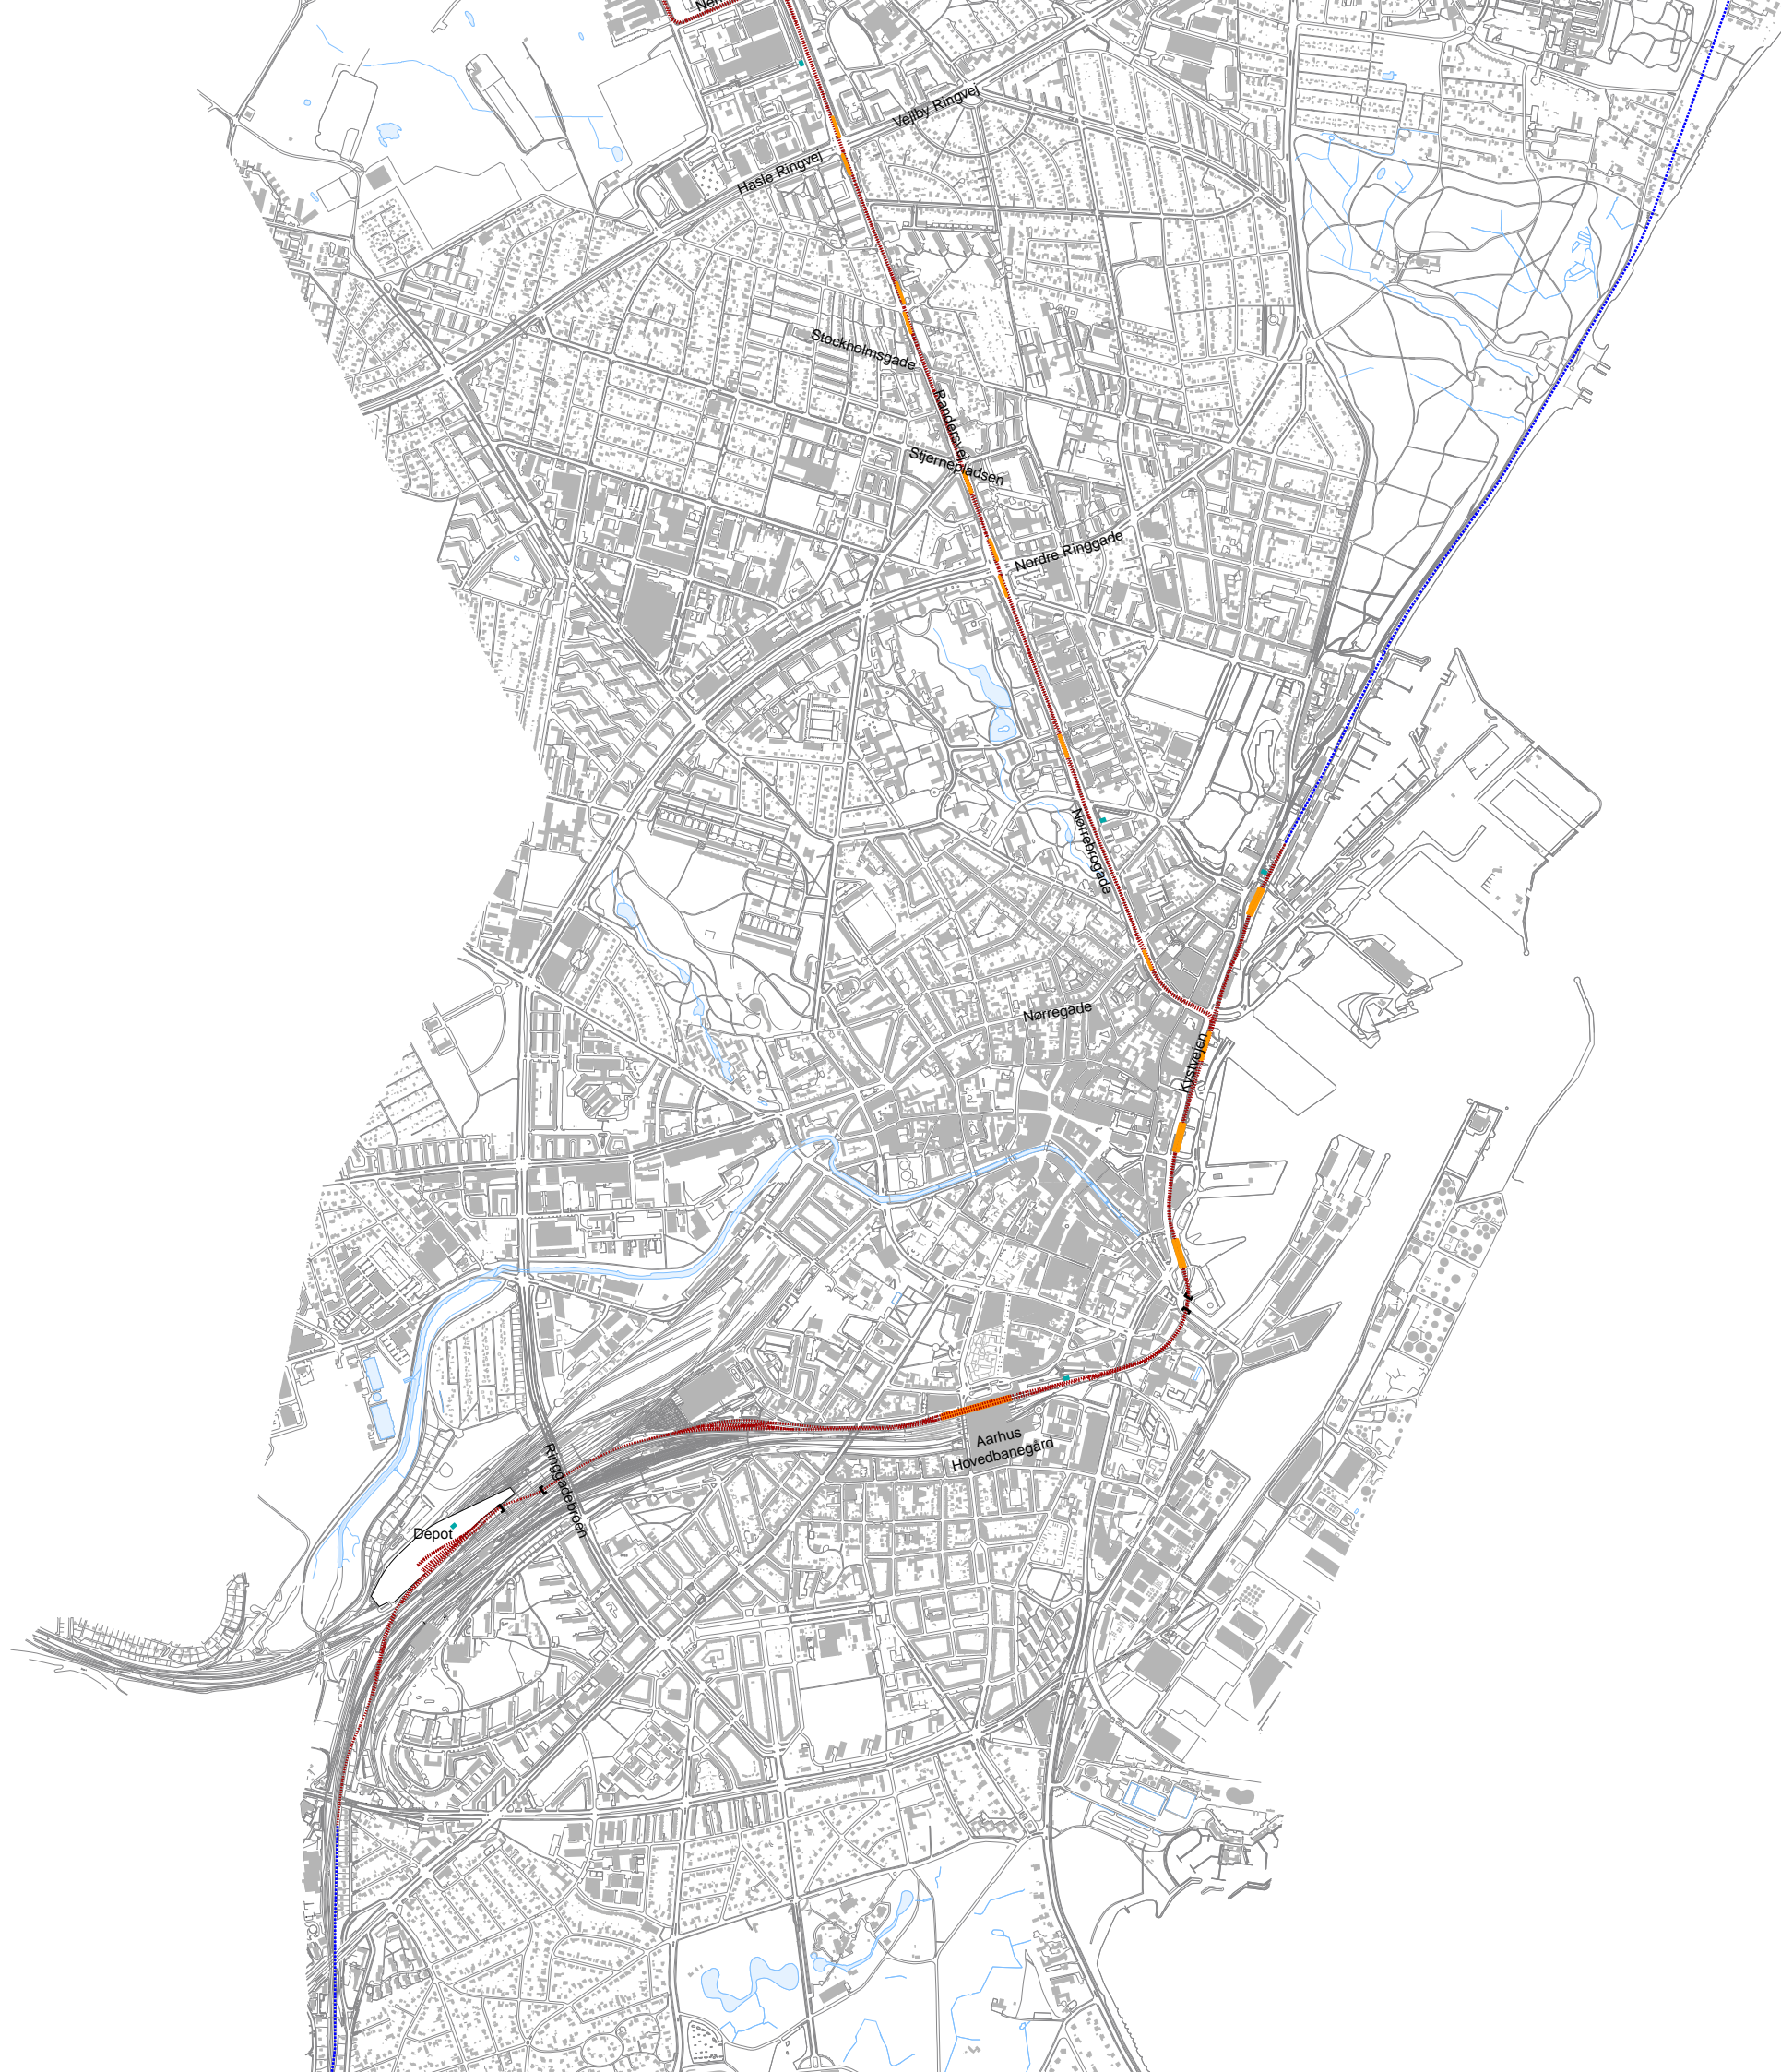 Vejlby Ringvej
Hasle Ringvej
Stockholmsgade
Randersvej
Stjernepladsen
Nordre Ringgade
Nørrebrogade
Nørregade
Kystvejen
Aarhus
Hovedbanegård
Ringgadebroen
Depot